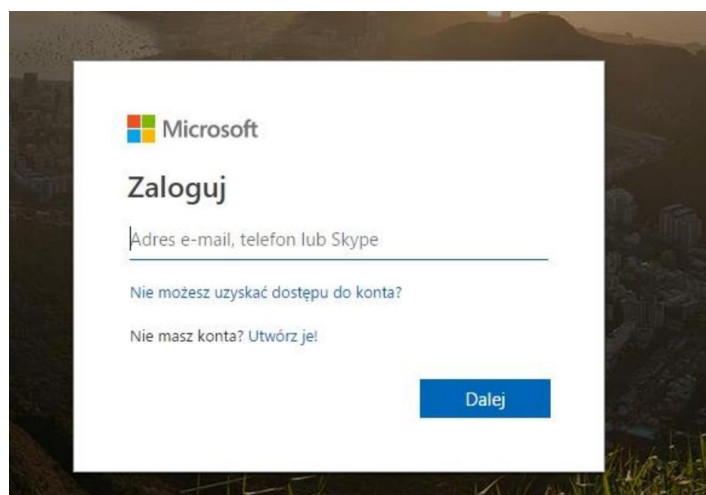 Microsoft
Zaloguj
Adres e-mail, telefon lub Skype
Nie możesz uzyskać dostępu do konta?
Nie masz konta? Utwórz je!
Dalej